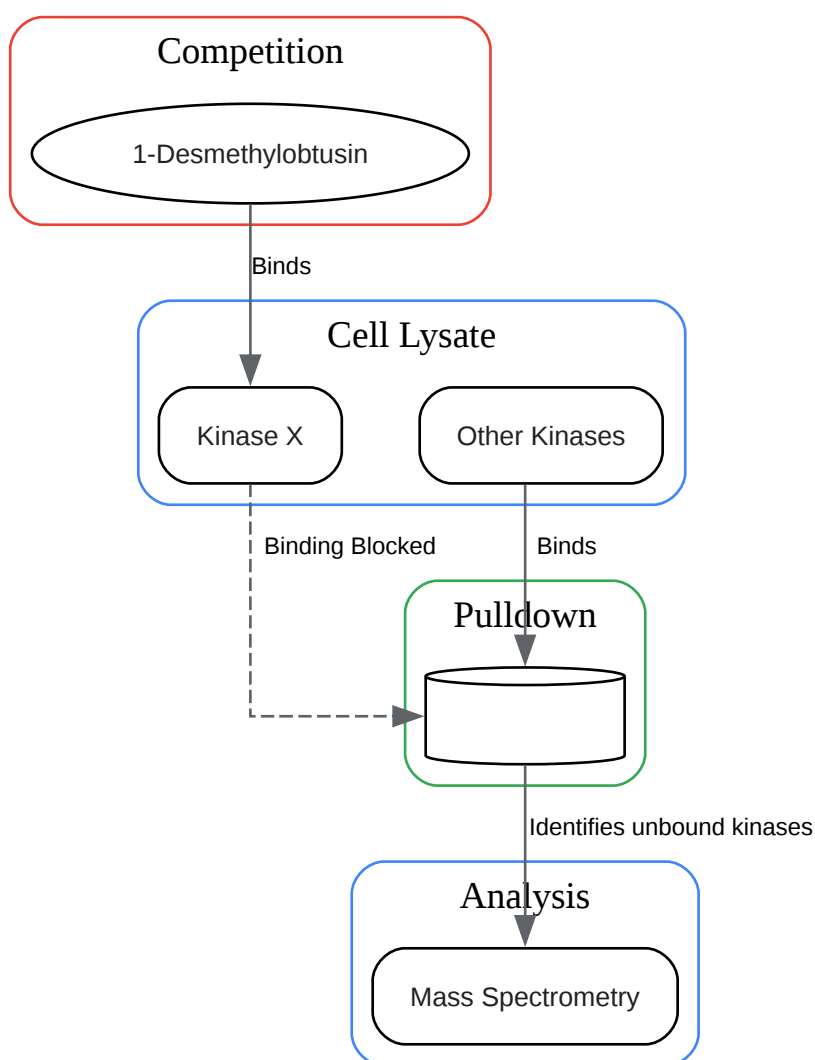 Competition
1-Desmethylobtusin
Binds
Cell Lysate
Kinase X
Other Kinases
Binding Blocked
Binds
Pulldown
Identifies unbound kinases
Analysis
Mass Spectrometry